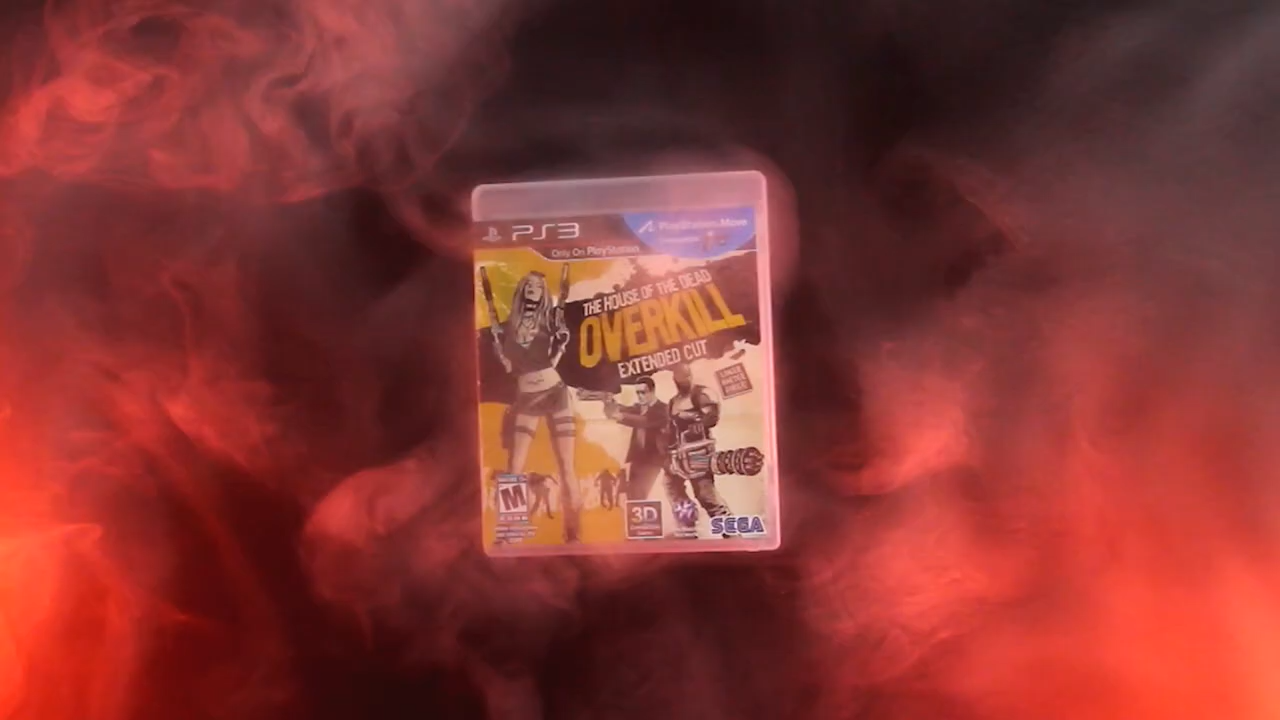 PS3
PlayStation.Move
Only On PlayStation
THE HOUSE OF THE DEAD
OVERKILL
EXTENDED CUT
M
3D
SEGA